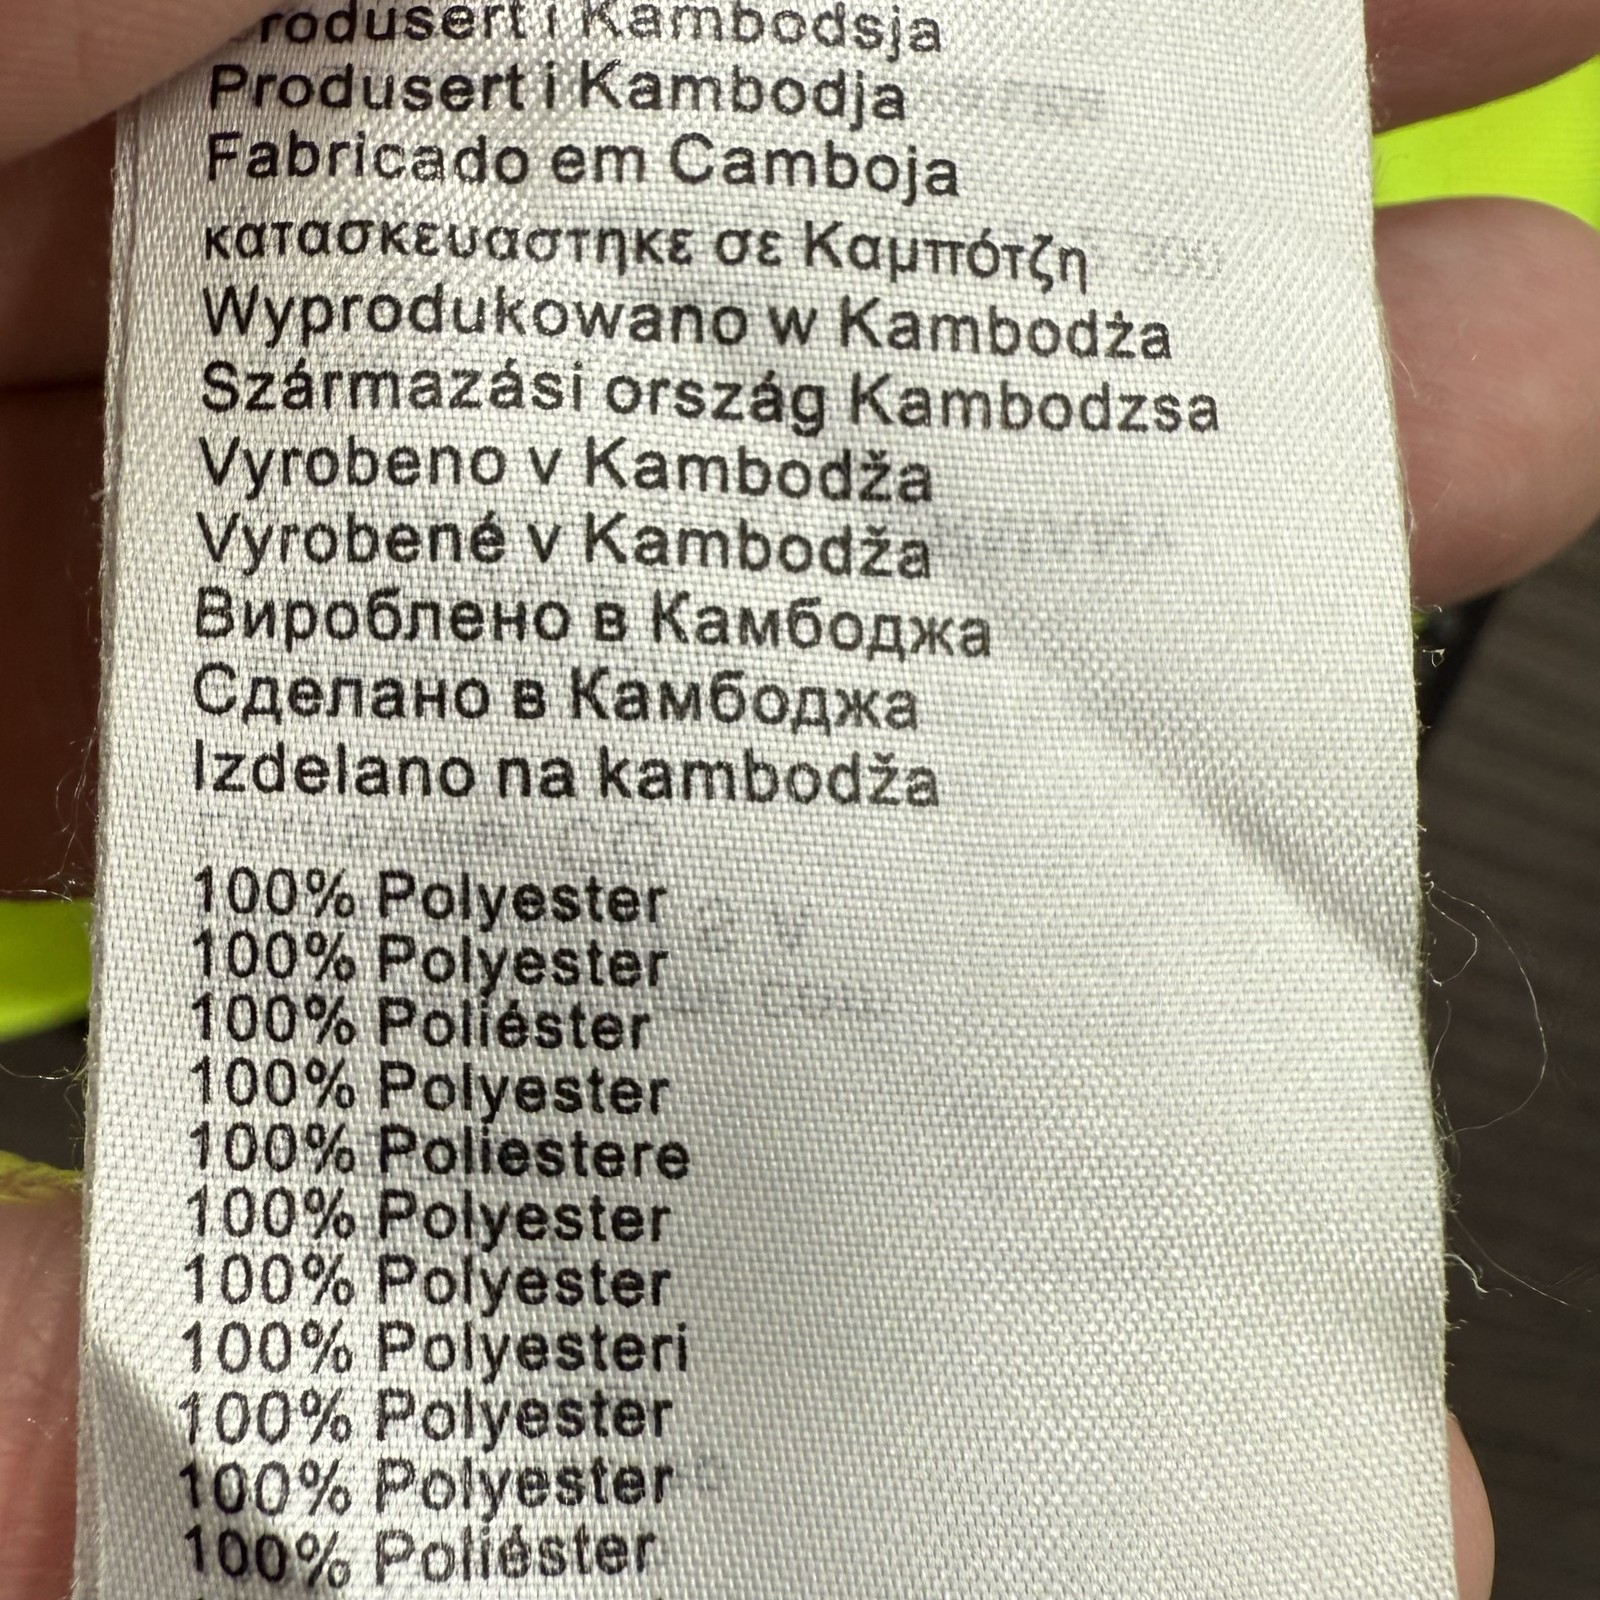 Produsert i Kambodsja
Produsert i Kambodja
Fabricado em Camboja
κατασκευαστηκε σε Καμπότζη
Wyprodukowano w Kambodża
Származási ország Kambodzsa
Vyrobeno v Kambodža
Vyrobené v Kambodža
Вироблено в Камбоджа
Сделано в Камбоджа
Izdelano na kambodža
100% Polyester
100% Polyester
100% Poliéster
100% Polyester
100% Poliestere
100% Polyester
100% Polyester
100% Polyesteri
100% Polyester
100% Polyester
100% Poliéster